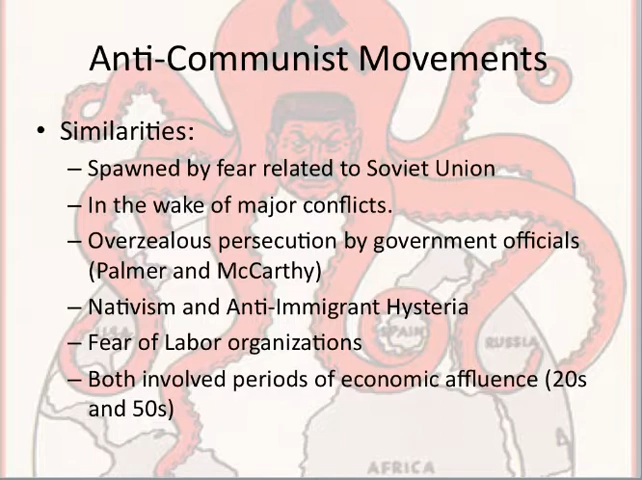 Anti-Communist Movements
• Similarities:
– Spawned by fear related to Soviet Union
– In the wake of major conflicts.
– Overzealous persecution by government officials
(Palmer and McCarthy)
– Nativism and Anti-Immigrant Hysteria
USA
SPAIN
RUSSIA
– Fear of Labor organizations
– Both involved periods of economic affluence (20s
and 50s)
AFRICA